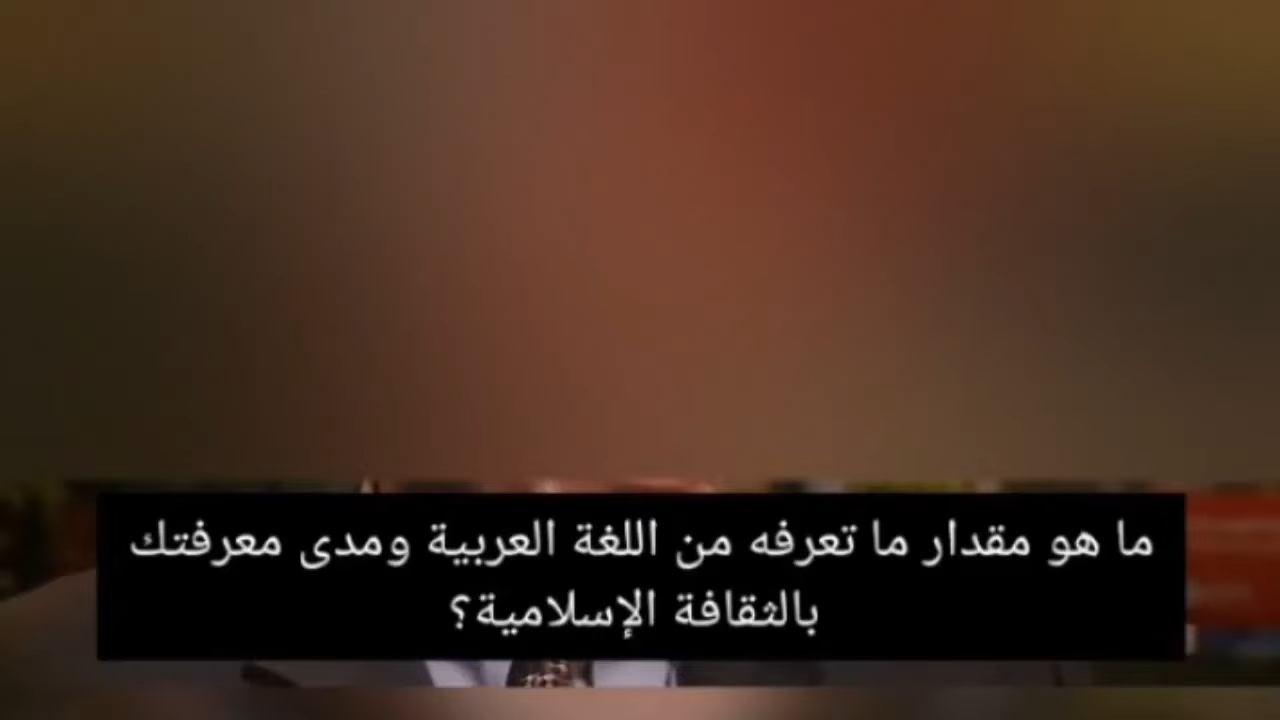 ما هو مقدار ما تعرفه من اللغة العربية ومدى معرفتك
بالثقافة الإسلامية؟